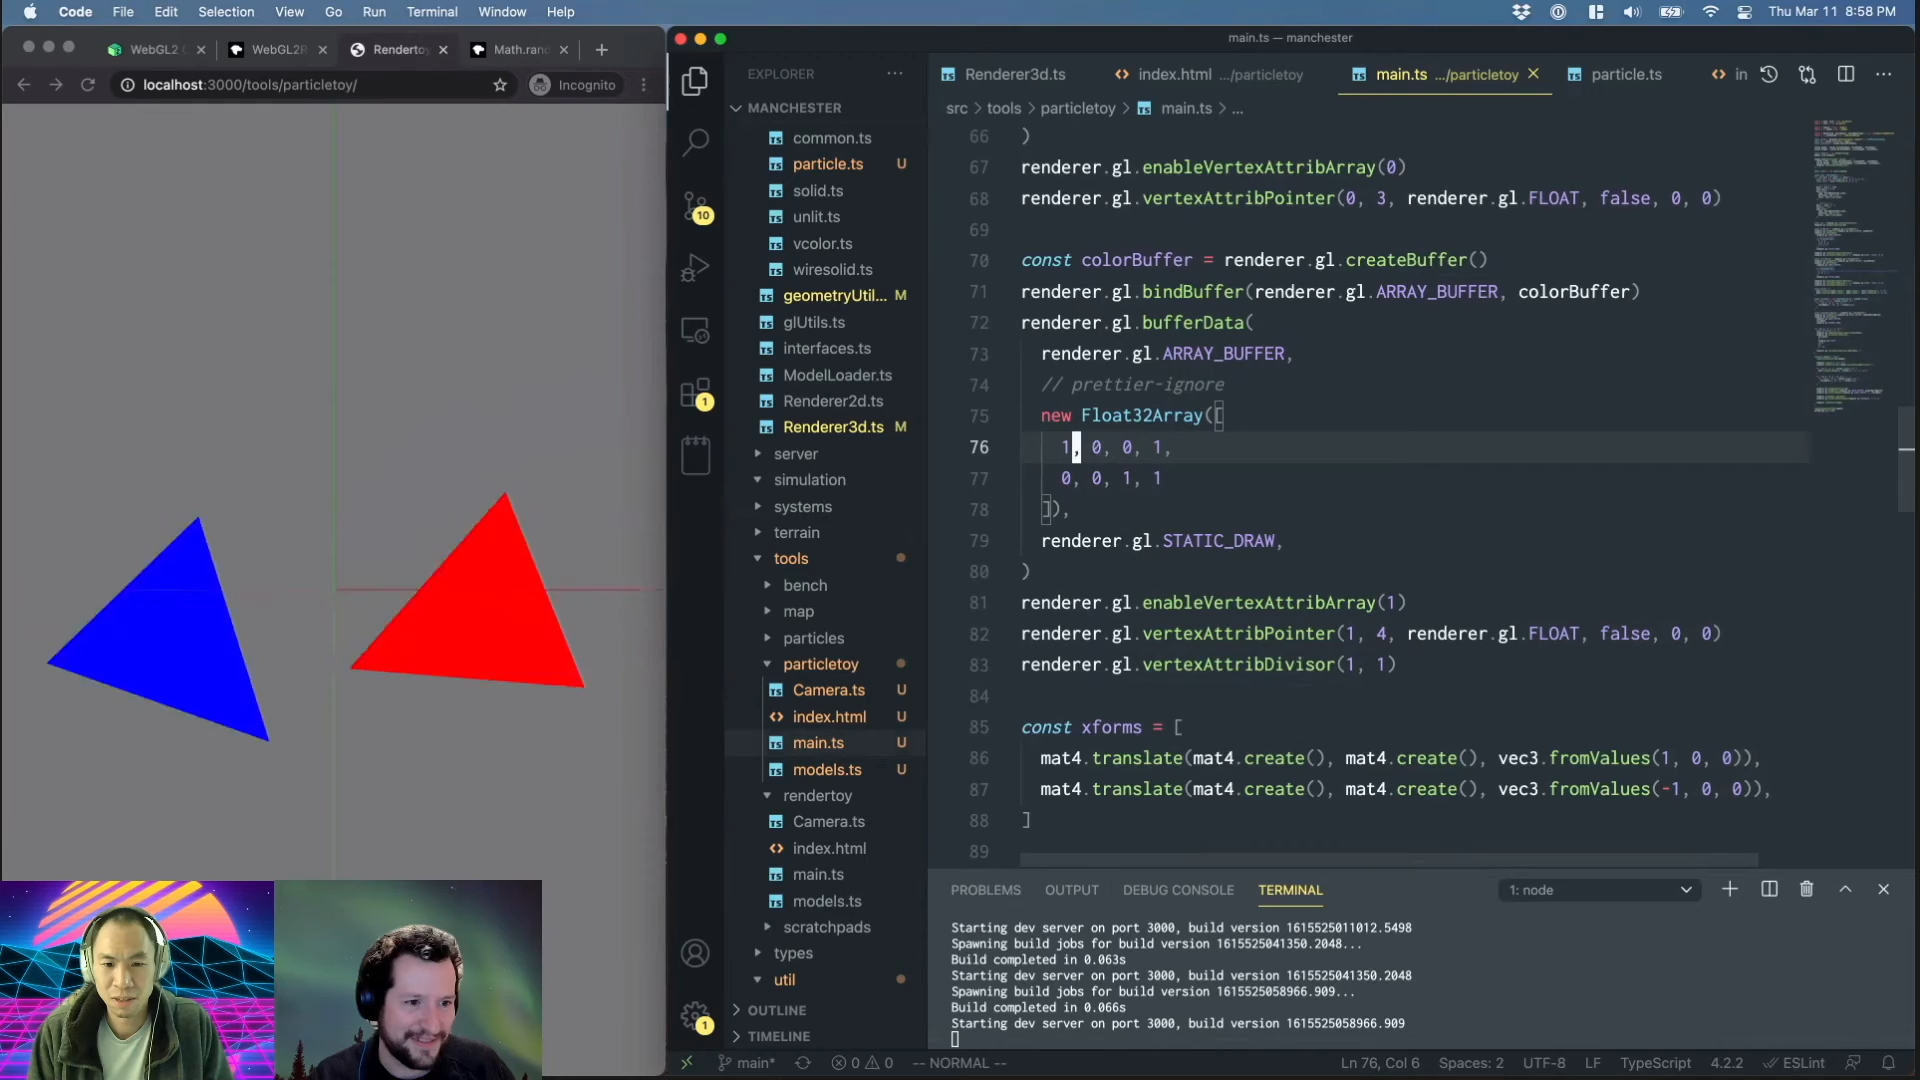 Code File Edit Selection View Go Run Terminal Window Help
Thu Mar 11 8:58 PM
WebGL2
WebGL2R
Renderto
Math.ran
localhost:3000/tools/particletoy/
Incognito
main.ts — manchester
EXPLORER
MANCHESTER
common.ts
particle.ts U
solid.ts
unlit.ts
vcolor.ts
wiresolid.ts
geometryUtil... M
glUtils.ts
interfaces.ts
ModelLoader.ts
Renderer2d.ts
Renderer3d.ts M
server
simulation
systems
terrain
tools
bench
map
particles
particletoy
Camera.ts U
index.html U
main.ts U
models.ts U
rendertoy
Camera.ts
index.html
main.ts
models.ts
scratchpads
types
util
OUTLINE
TIMELINE
10
1
1
Renderer3d.ts
index.html .../particletoy
main.ts .../particletoy
particle.ts
in
src > tools > particletoy > main.ts > ...
66 )
67 renderer.gl.enableVertexAttribArray(0)
68 renderer.gl.vertexAttribPointer(0, 3, renderer.gl.FLOAT, false, 0, 0)
69
70 const colorBuffer = renderer.gl.createBuffer()
71 renderer.gl.bindBuffer(renderer.gl.ARRAY_BUFFER, colorBuffer)
72 renderer.gl.bufferData(
73 renderer.gl.ARRAY_BUFFER,
74 // prettier-ignore
75 new Float32Array([
76 1, 0, 0, 1,
77 0, 0, 1, 1
78 ]),
79 renderer.gl.STATIC_DRAW,
80 )
81 renderer.gl.enableVertexAttribArray(1)
82 renderer.gl.vertexAttribPointer(1, 4, renderer.gl.FLOAT, false, 0, 0)
83 renderer.gl.vertexAttribDivisor(1, 1)
84
85 const xforms = [
86 mat4.translate(mat4.create(), mat4.create(), vec3.fromValues(1, 0, 0)),
87 mat4.translate(mat4.create(), mat4.create(), vec3.fromValues(-1, 0, 0)),
88 ]
89
PROBLEMS OUTPUT DEBUG CONSOLE TERMINAL
1: node
Starting dev server on port 3000, build version 1615525011012.5498
Spawning build jobs for build version 1615525041350.2048...
Build completed in 0.063s
Starting dev server on port 3000, build version 1615525041350.2048
Spawning build jobs for build version 1615525058966.909...
Build completed in 0.066s
Starting dev server on port 3000, build version 1615525058966.909
main* 0 0 -- NORMAL --
Ln 76, Col 6 Spaces: 2 UTF-8 LF TypeScript 4.2.2 ESLint